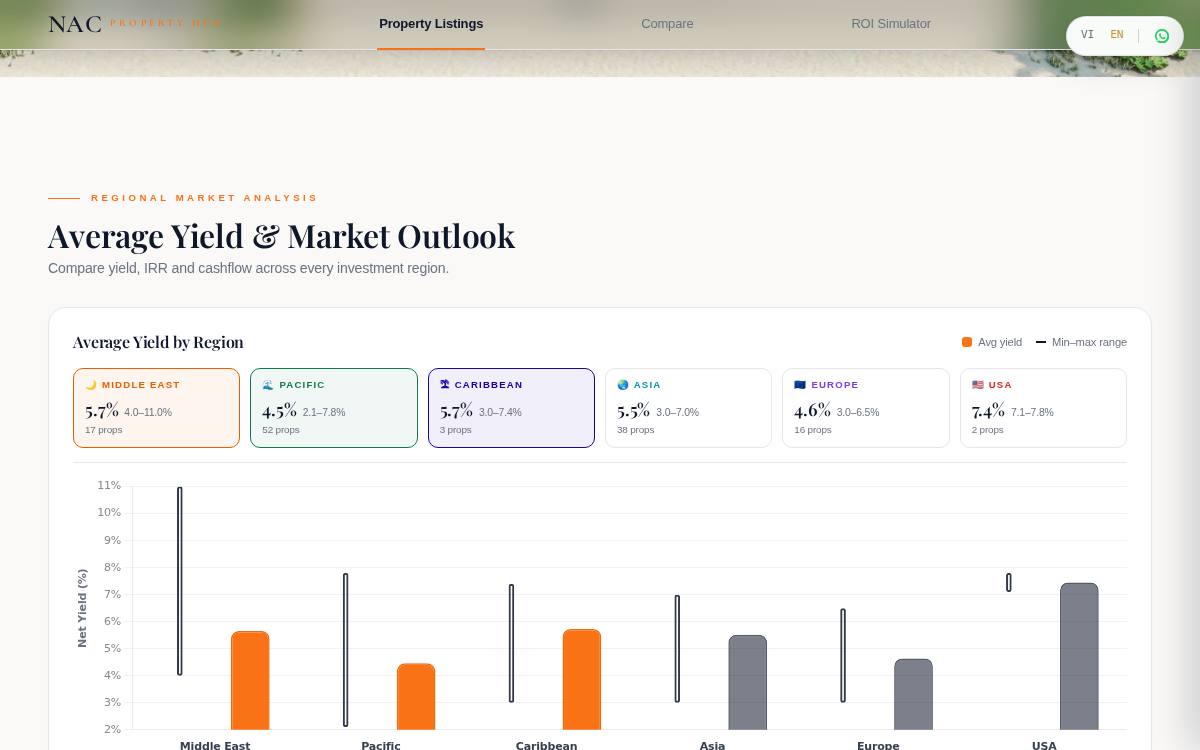 NAC PROPERTY HUB
Property Listings
Compare
ROI Simulator
VI EN
REGIONAL MARKET ANALYSIS
Average Yield & Market Outlook
Compare yield, IRR and cashflow across every investment region.
Average Yield by Region
Avg yield
Min–max range
MIDDLE EAST
5.7% 4.0–11.0%
17 props
PACIFIC
4.5% 2.1–7.8%
52 props
CARIBBEAN
5.7% 3.0–7.4%
3 props
ASIA
5.5% 3.0–7.0%
38 props
EUROPE
4.6% 3.0–6.5%
16 props
USA
7.4% 7.1–7.8%
2 props
Net Yield (%)
11%
10%
9%
8%
7%
6%
5%
4%
3%
2%
Middle East
Pacific
Caribbean
Asia
Europe
USA